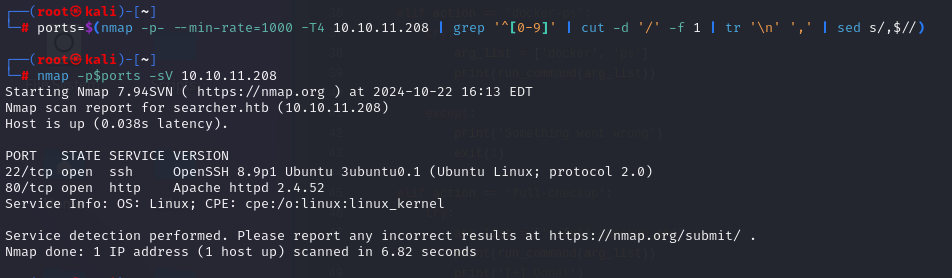 ┌──(root㉿kali)-[~]
└─# ports=$(nmap -p- --min-rate=1000 -T4 10.10.11.208 | grep '^[0-9]' | cut -d '/' -f 1 | tr '\n' ',' | sed s/,$//)
┌──(root㉿kali)-[~]
└─# nmap -p$ports -sV 10.10.11.208
Starting Nmap 7.94SVN ( https://nmap.org ) at 2024-10-22 16:13 EDT
Nmap scan report for searcher.htb (10.10.11.208)
Host is up (0.038s latency).
PORT   STATE SERVICE VERSION
22/tcp open  ssh     OpenSSH 8.9p1 Ubuntu 3ubuntu0.1 (Ubuntu Linux; protocol 2.0)
80/tcp open  http    Apache httpd 2.4.52
Service Info: OS: Linux; CPE: cpe:/o:linux:linux_kernel
Service detection performed. Please report any incorrect results at https://nmap.org/submit/ .
Nmap done: 1 IP address (1 host up) scanned in 6.82 seconds